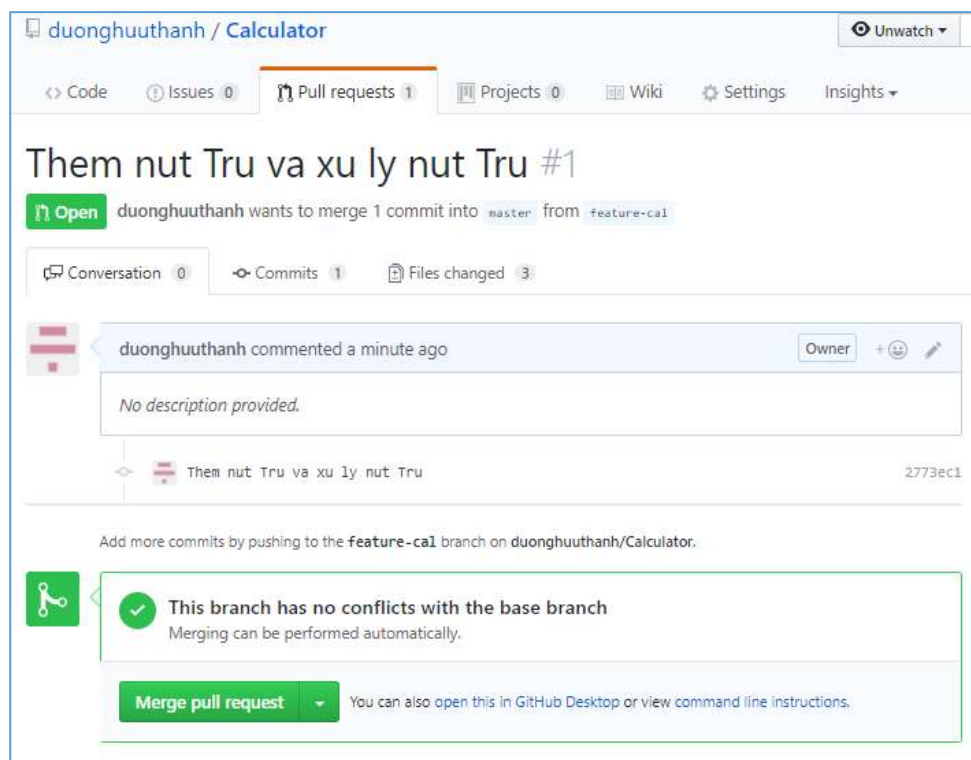 duonghuuthanh / Calculator
Unwatch
Code Issues 0 Pull requests 1 Projects 0 Wiki Settings Insights
Them nut Tru va xu ly nut Tru #1
Open duonghuuthanh wants to merge 1 commit into master from feature-cal
Conversation 0 Commits 1 Files changed 3
duonghuuthanh commented a minute ago Owner
No description provided.
Them nut Tru va xu ly nut Tru 2773ec1
Add more commits by pushing to the feature-cal branch on duonghuuthanh/Calculator.
This branch has no conflicts with the base branch
Merging can be performed automatically.
Merge pull request You can also open this in GitHub Desktop or view command line instructions.